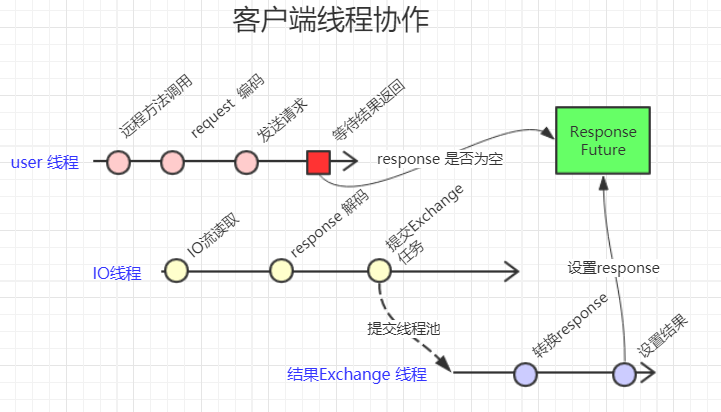 客户端线程协作
远程方法调用
request 编码
发送请求
等待结果返回
user 线程
response 是否为空
Response
Future
IO流读取
response 解码
提交Exchange
任务
IO线程
设置response
提交线程池
转换response
设置结果
结果Exchange 线程